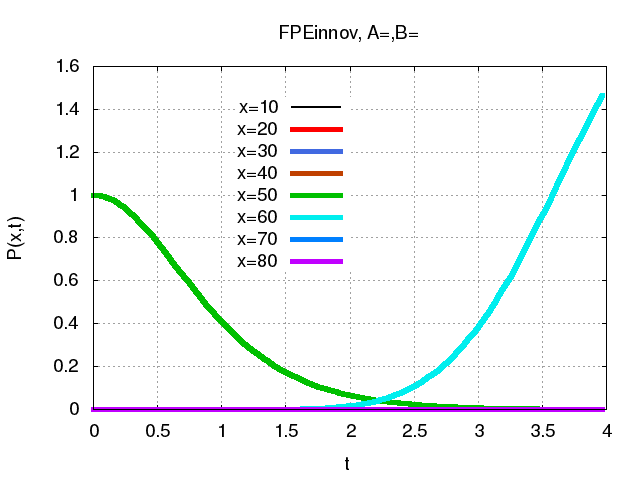 FPEinnov, A=,B=
1.6
1.4
1.2
1
0.8
0.6
0.4
0.2
0
P(x,t)
x=10
x=20
x=30
x=40
x=50
x=60
x=70
x=80
0 0.5 1 1.5 2 2.5 3 3.5 4
t